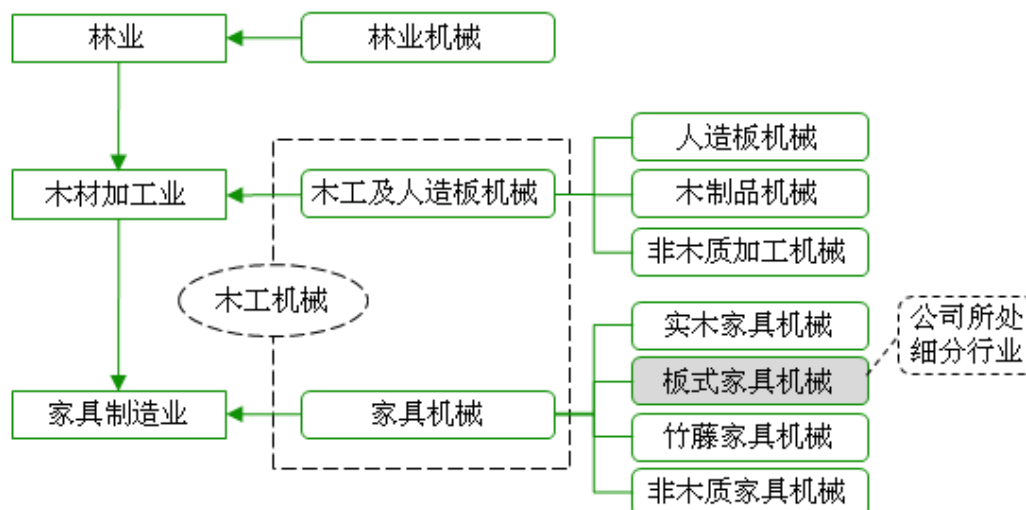 林业
林业机械
人造板机械
木材加工业
木工及人造板机械
木制品机械
非木质加工机械
木工机械
实木家具机械
公司所处
细分行业
板式家具机械
家具制造业
家具机械
竹藤家具机械
非木质家具机械